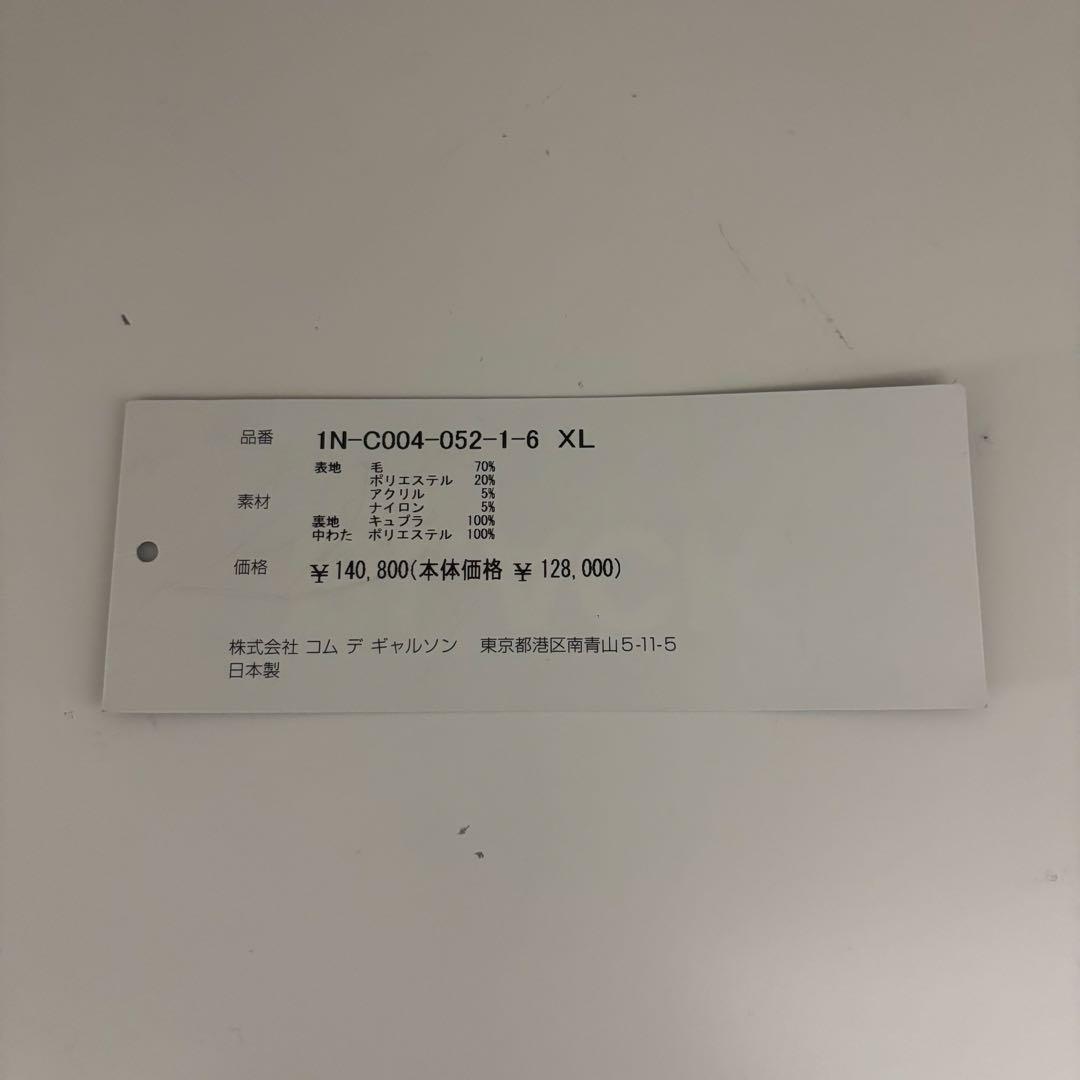 品番 1N-C004-052-1-6 XL
表地 毛 70%
ポリエステル 20%
素材 アクリル 5%
ナイロン 5%
裏地 キュプラ 100%
中わた ポリエステル 100%
価格 ¥ 140,800(本体価格 ¥ 128,000)
株式会社 コム デ ギャルソン 東京都港区南青山5-11-5
日本製